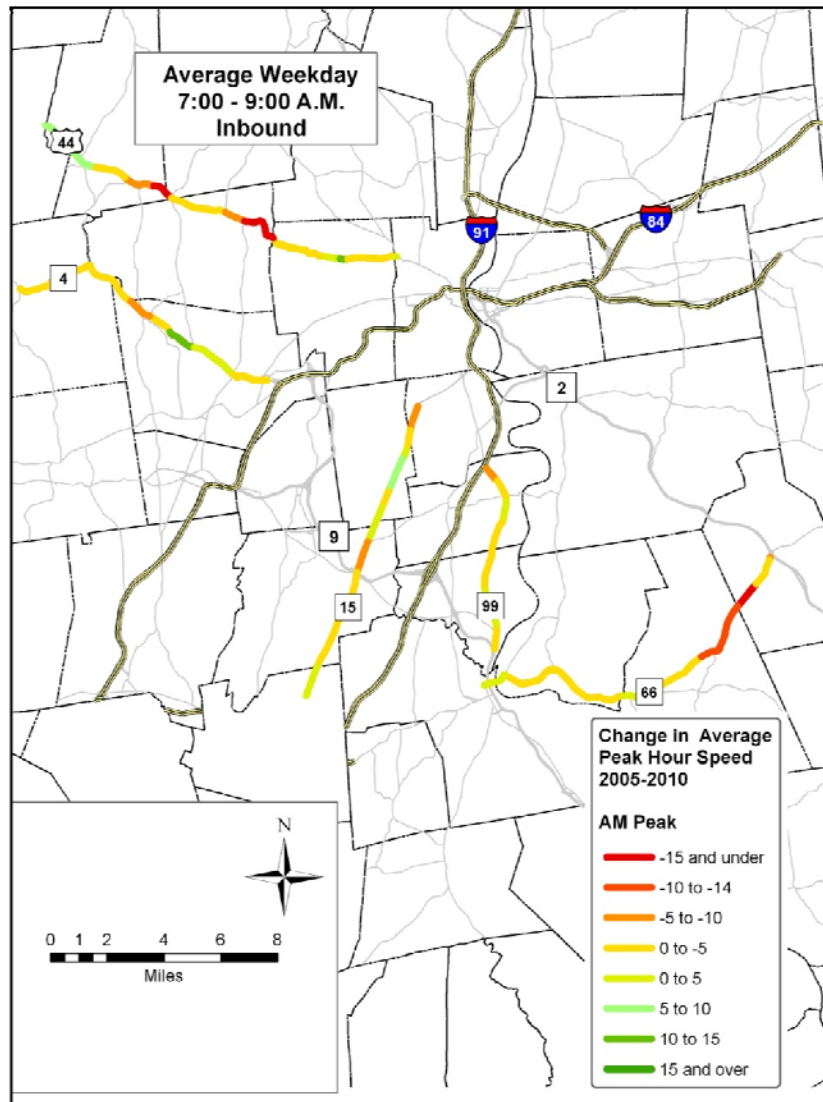 Average Weekday
7:00 - 9:00 A.M.
Inbound
44
91
84
4
2
9
15
99
66
Change in Average
Peak Hour Speed
2005-2010
AM Peak
-15 and under
-10 to -14
-5 to -10
0 to -5
0 to 5
5 to 10
10 to 15
15 and over
N
0 1 2 4 6 8
Miles